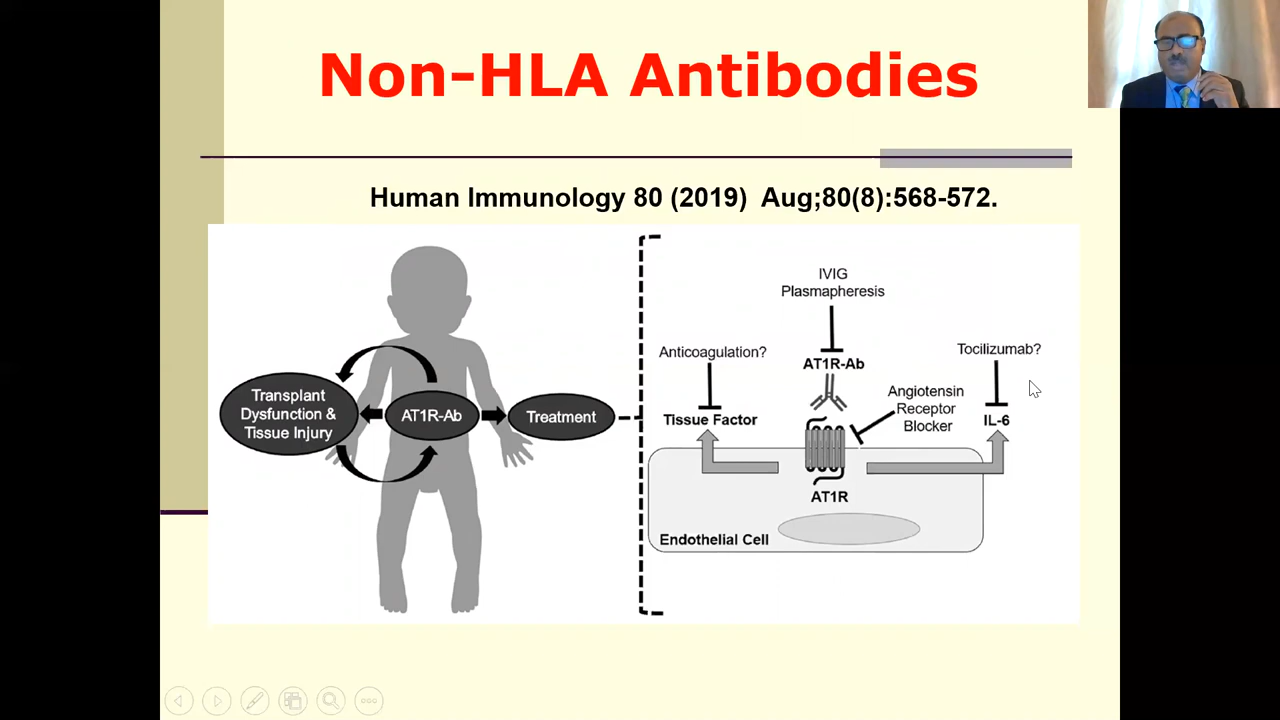 Non-HLA Antibodies
Human Immunology 80 (2019)  Aug;80(8):568-572.
Transplant
Dysfunction &
Tissue Injury
AT1R-Ab
Treatment
IVIG
Plasmapheresis
AT1R-Ab
Anticoagulation?
Tissue Factor
Angiotensin
Receptor
Blocker
Tocilizumab?
IL-6
AT1R
Endothelial Cell